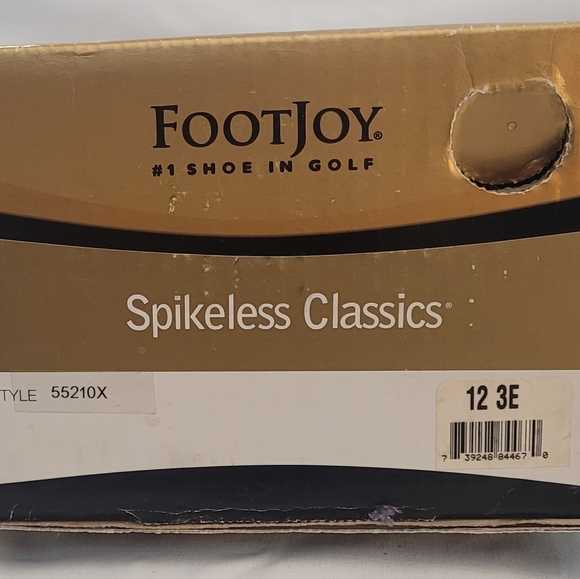 FOOTJOY®
#1 SHOE IN GOLF
Spikeless Classics®
TYLE 55210X
12 3E
7 39248 84467 0